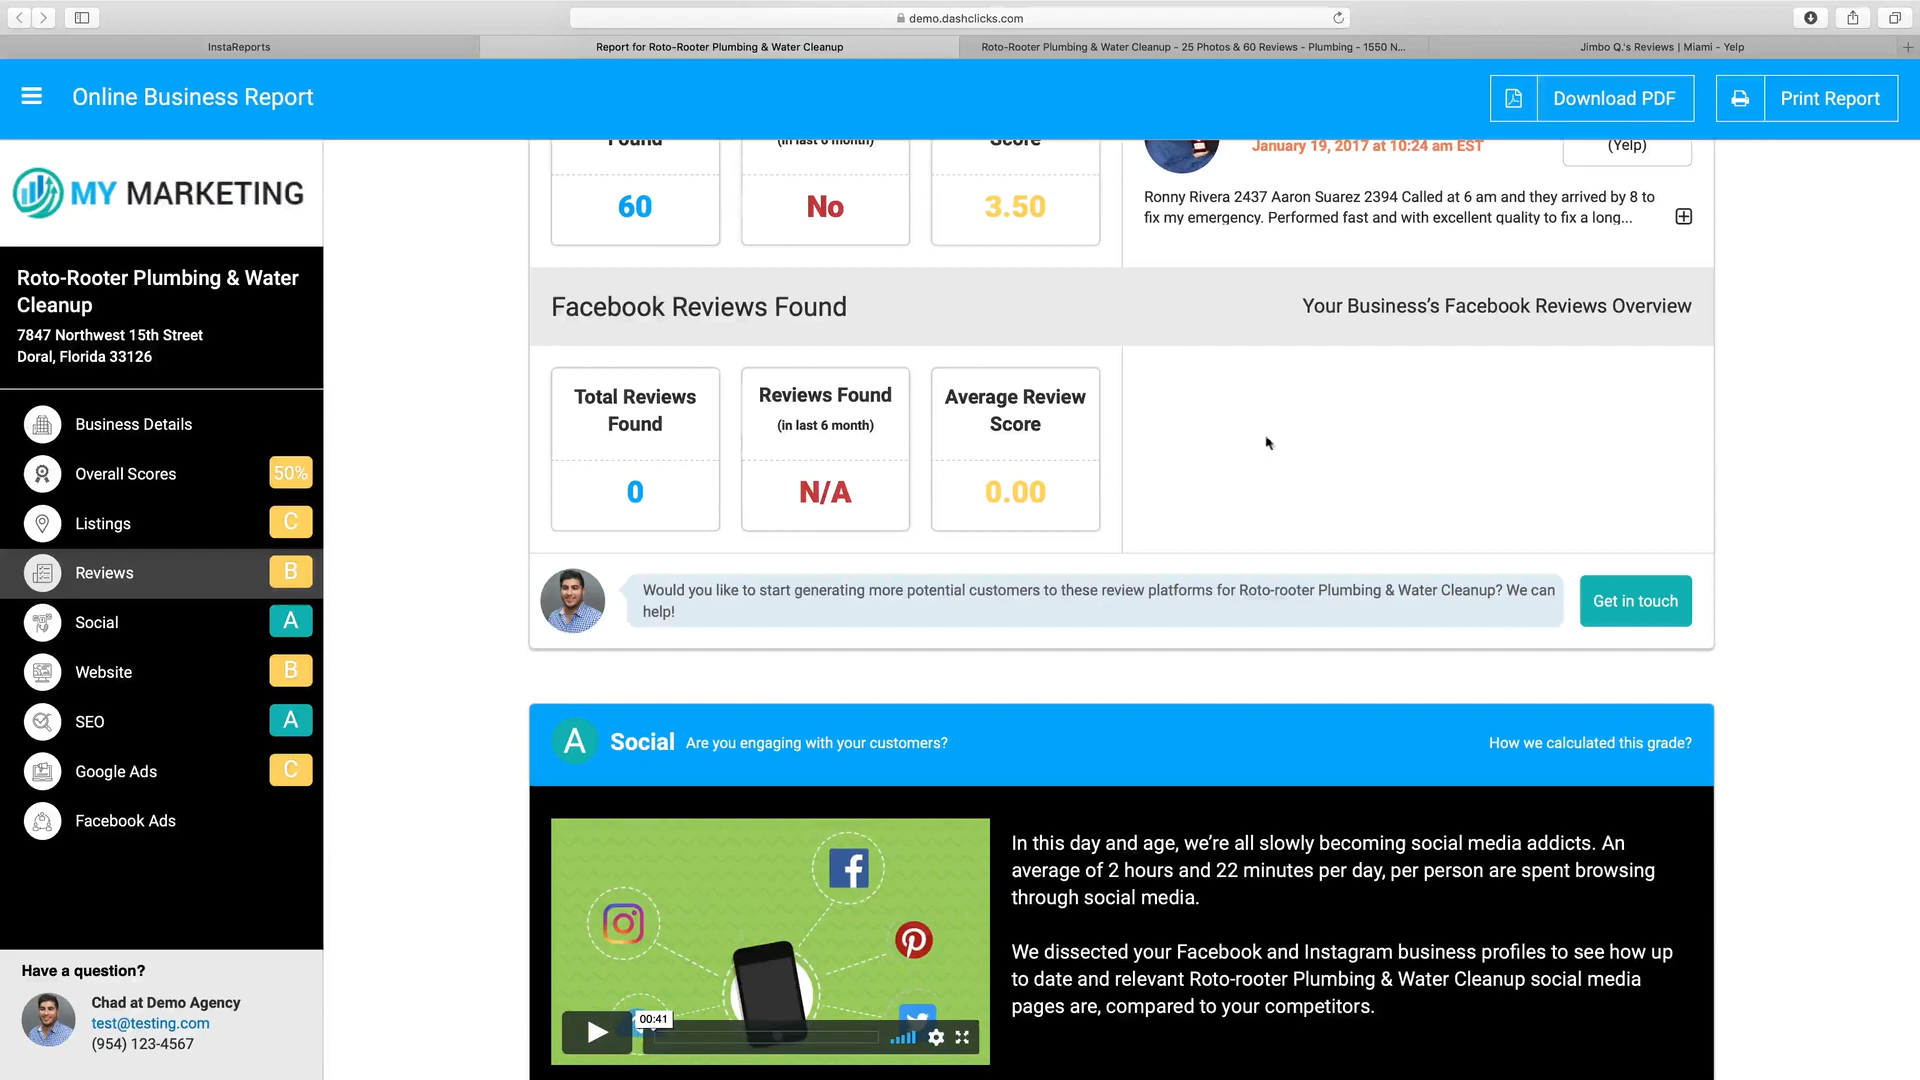 demo.dashclicks.com
InstaReports
Report for Roto-Rooter Plumbing & Water Cleanup
Roto-Rooter Plumbing & Water Cleanup - 25 Photos & 60 Reviews - Plumbing - 1550 N...
Jimbo Q.'s Reviews | Miami - Yelp
Online Business Report
Download PDF
Print Report
MY MARKETING
Roto-Rooter Plumbing & Water
Cleanup
7847 Northwest 15th Street
Doral, Florida 33126
Business Details
Overall Scores 50%
Listings C
Reviews B
Social A
Website B
SEO A
Google Ads C
Facebook Ads
Have a question?
Chad at Demo Agency
test@testing.com
(954) 123-4567
Found
(in last 6 month)
Score
60
No
3.50
January 19, 2017 at 10:24 am EST
(Yelp)
Ronny Rivera 2437 Aaron Suarez 2394 Called at 6 am and they arrived by 8 to
fix my emergency. Performed fast and with excellent quality to fix a long...
Facebook Reviews Found
Your Business's Facebook Reviews Overview
Total Reviews
Found
0
Reviews Found
(in last 6 month)
N/A
Average Review
Score
0.00
Would you like to start generating more potential customers to these review platforms for Roto-rooter Plumbing & Water Cleanup? We can
help!
Get in touch
A Social Are you engaging with your customers?
How we calculated this grade?
00:41
In this day and age, we're all slowly becoming social media addicts. An
average of 2 hours and 22 minutes per day, per person are spent browsing
through social media.
We dissected your Facebook and Instagram business profiles to see how up
to date and relevant Roto-rooter Plumbing & Water Cleanup social media
pages are, compared to your competitors.